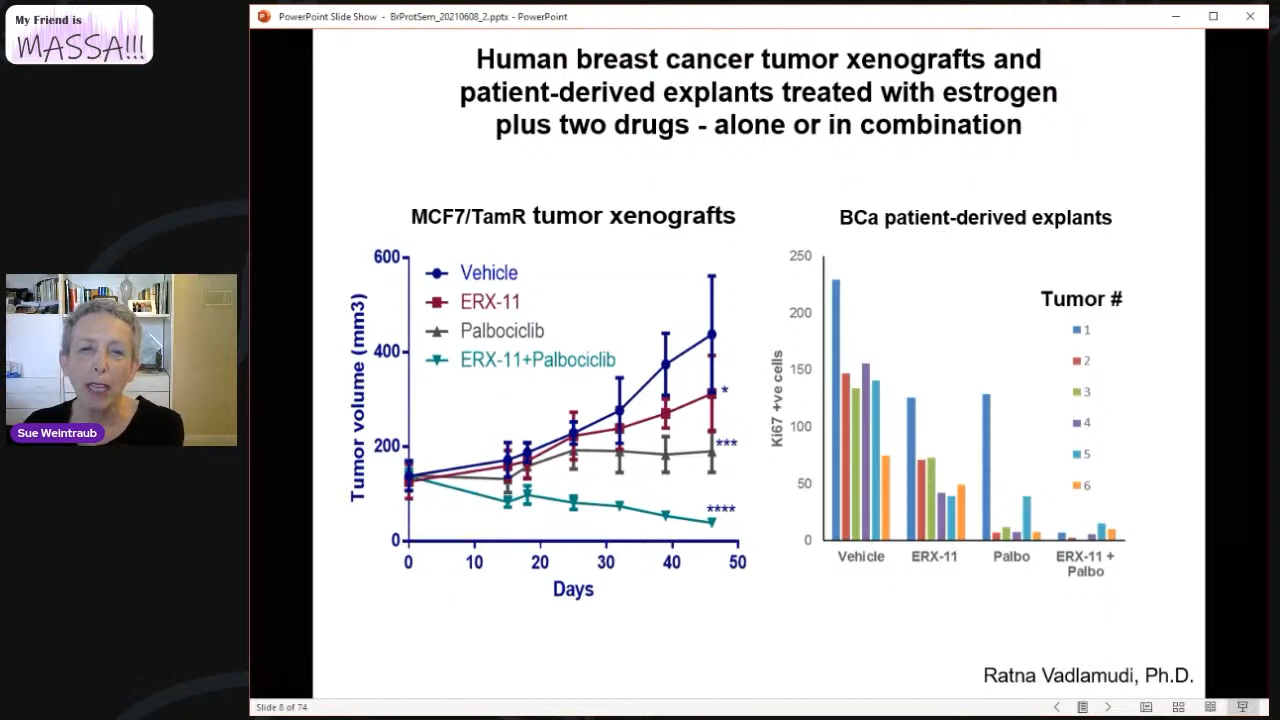 My Friend is
MASSA!!!
PowerPoint Slide Show - BrProtSem_20210608_2.pptx - PowerPoint
Human breast cancer tumor xenografts and
patient-derived explants treated with estrogen
plus two drugs - alone or in combination
MCF7/TamR tumor xenografts
Tumor volume (mm3)
600
400
200
0
Vehicle
ERX-11
Palbociclib
ERX-11+Palbociclib
*
***
****
0 10 20 30 40 50
Days
BCa patient-derived explants
Ki67 +ve cells
250
200
150
100
50
0
Tumor #
1
2
3
4
5
6
Vehicle ERX-11 Palbo ERX-11 +
Palbo
Ratna Vadlamudi, Ph.D.
Sue Weintraub
Slide 8 of 74